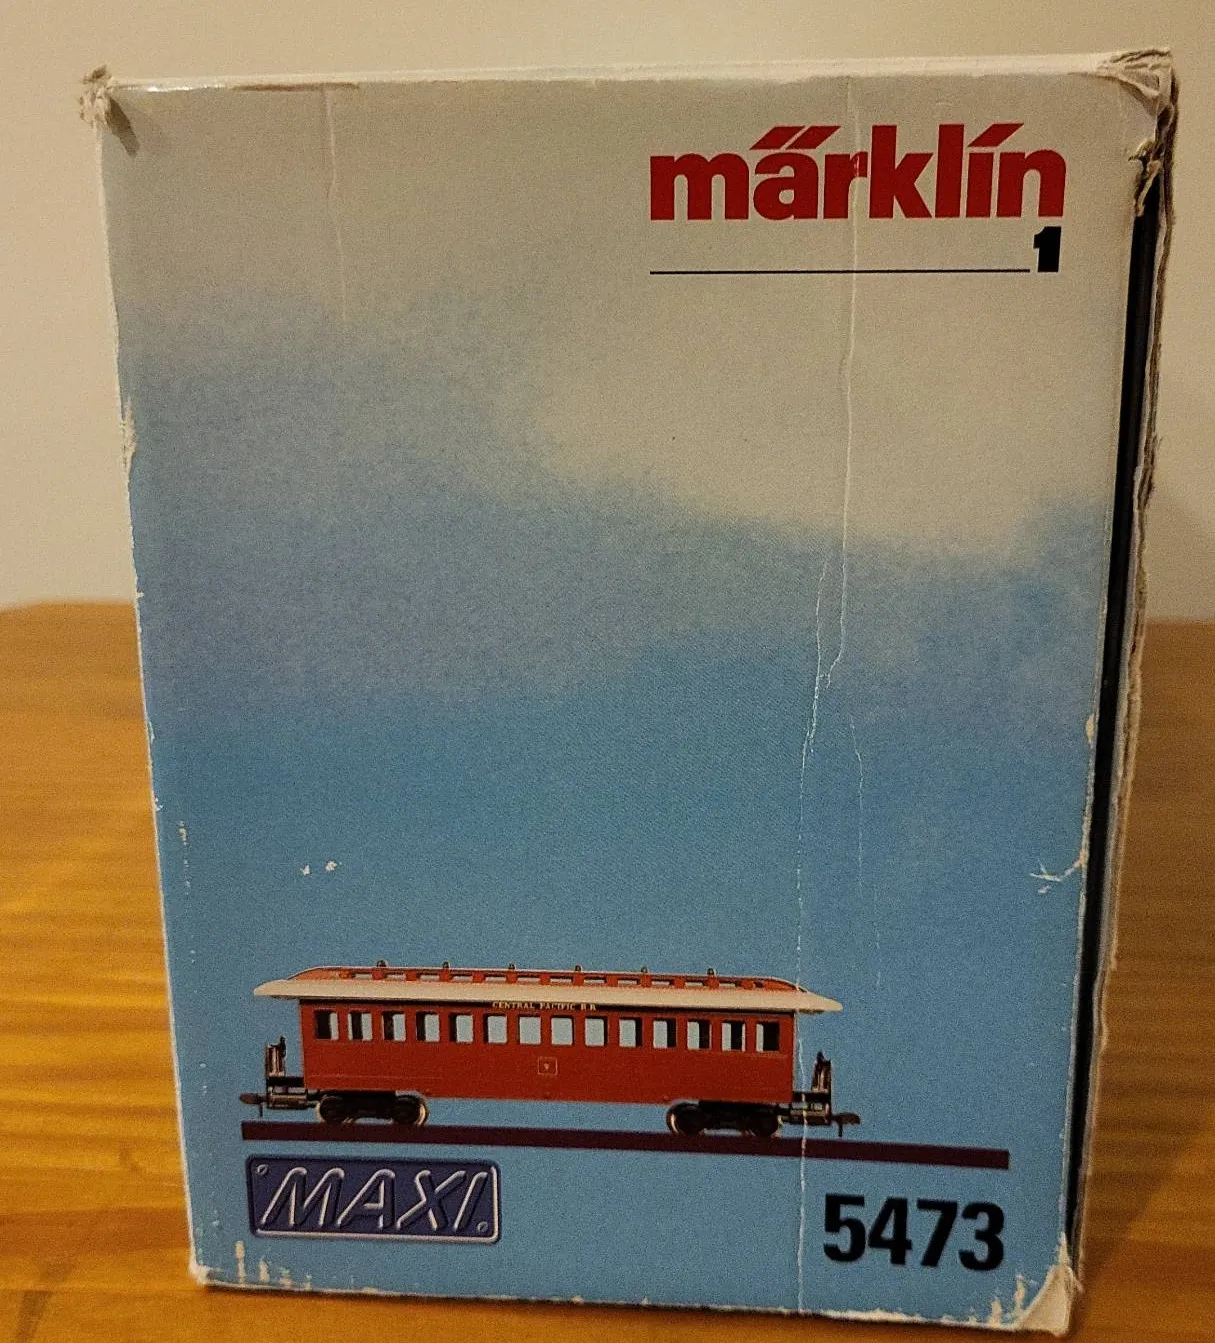 märklin
1
CENTRAL PACIFIC R.R.
MAXI
5473